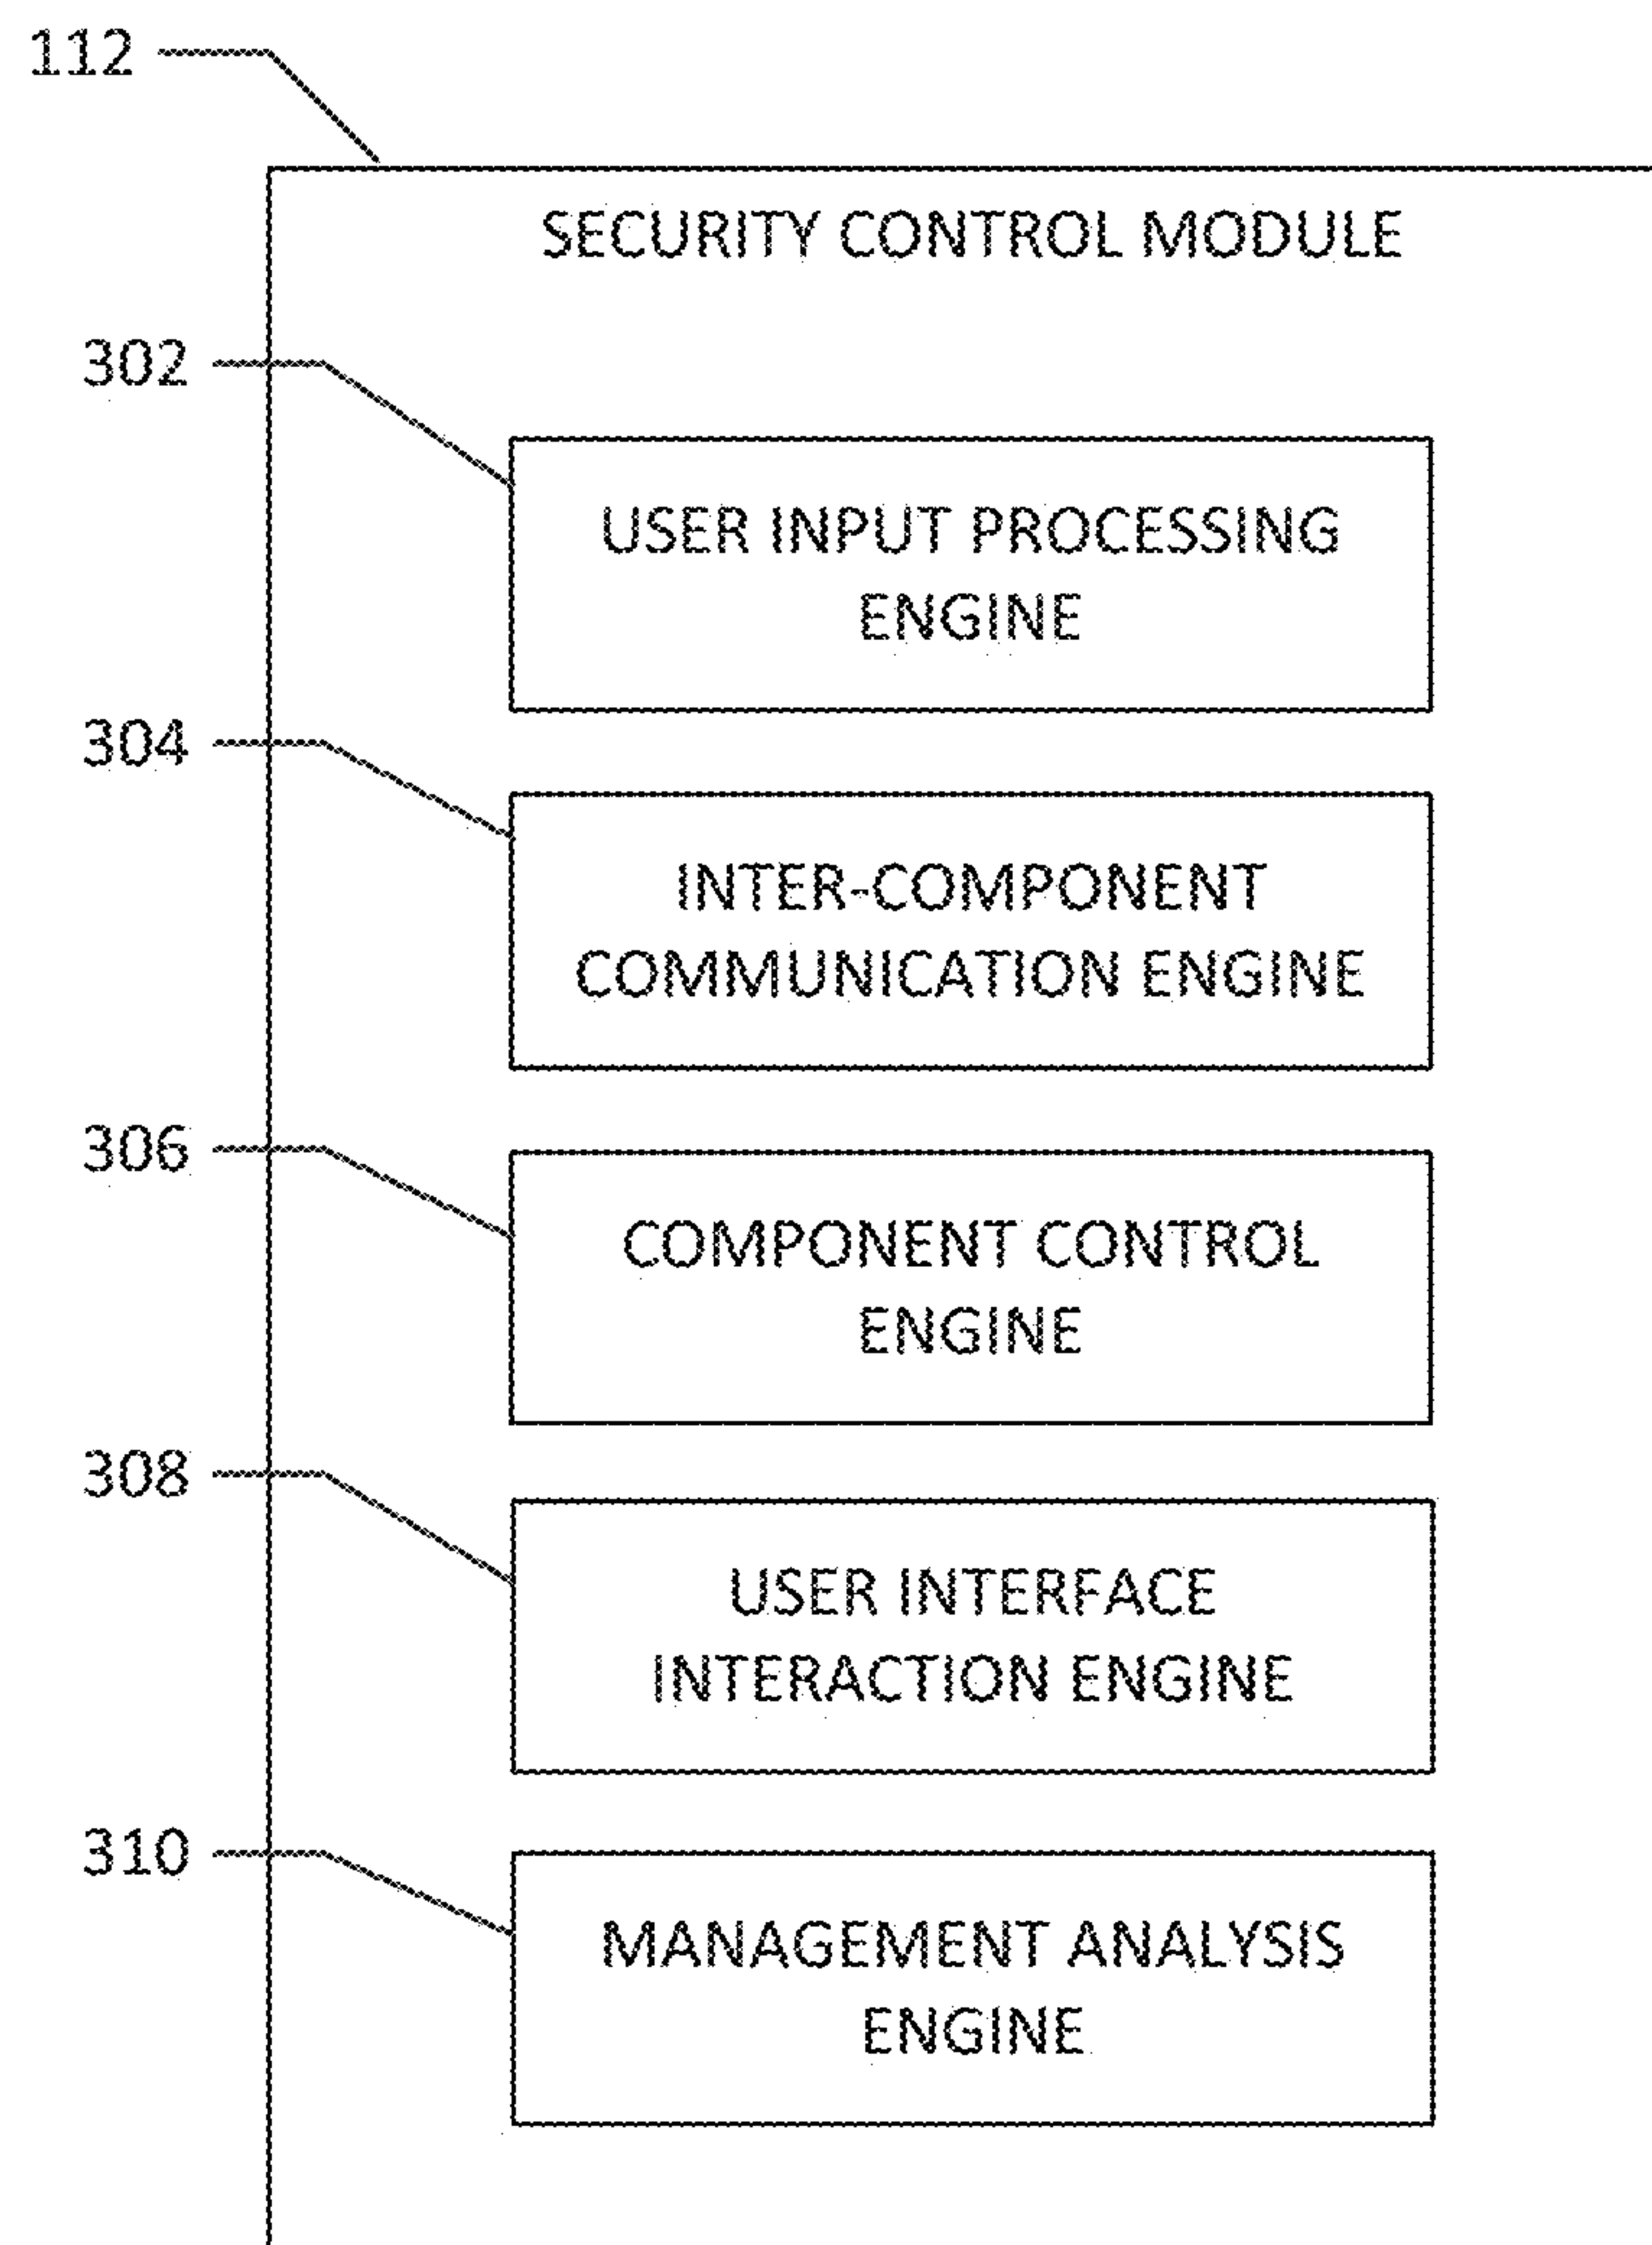 112
SECURITY CONTROL MODULE
302
USER INPUT PROCESSING
ENGINE
304
INTER-COMPONENT
COMMUNICATION ENGINE
306
COMPONENT CONTROL
ENGINE
308
USER INTERFACE
INTERACTION ENGINE
310
MANAGEMENT ANALYSIS
ENGINE